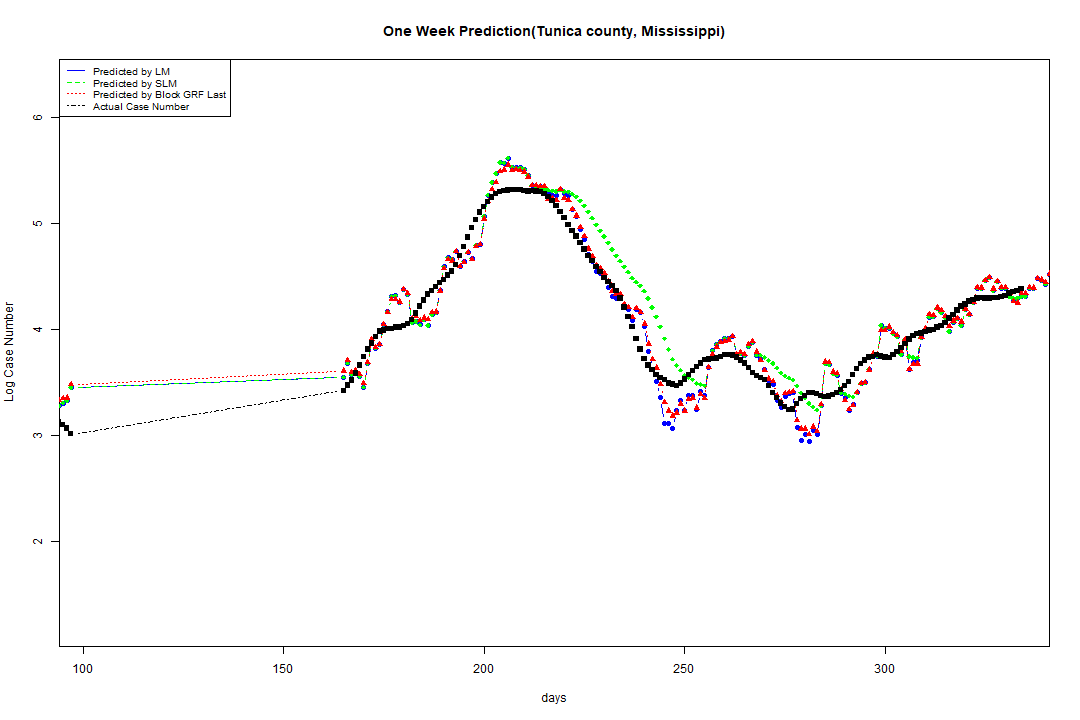 One Week Prediction(Tunica county, Mississippi)
Predicted by LM
Predicted by SLM
Predicted by Block GRF Last
Actual Case Number
Log Case Number
6
5
4
3
2
100 150 200 250 300
days